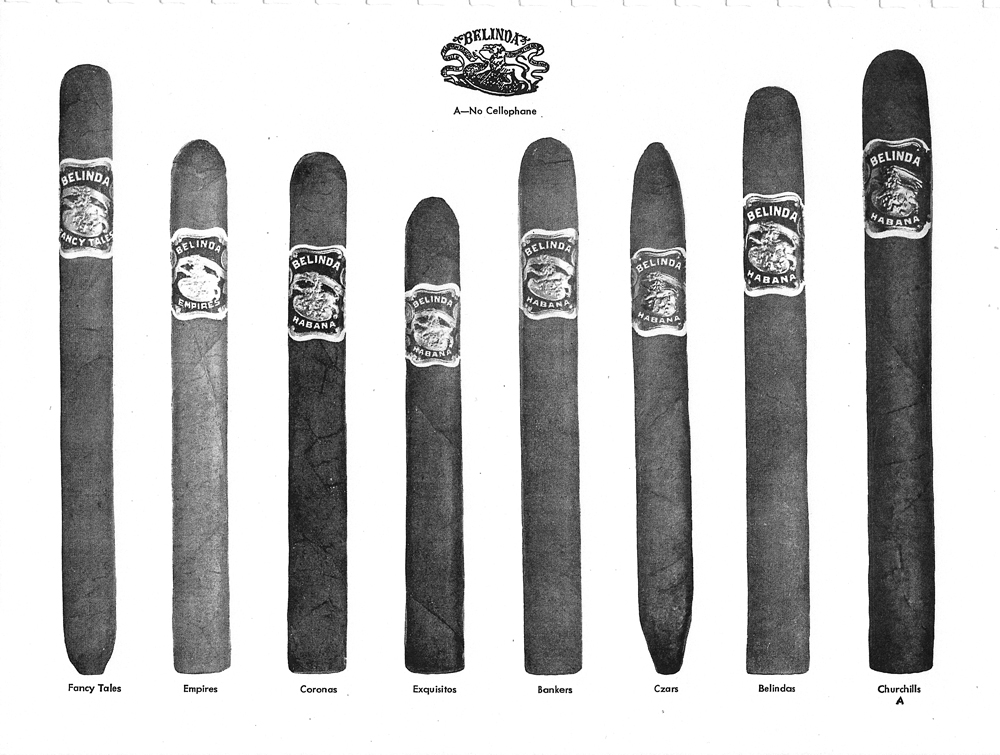 BELINDA
A—No Cellophane
BELINDA
FANCY TALES
BELINDA
EMPIRES
BELINDA
HABANA
BELINDA
HABANA
BELINDA
HABANA
BELINDA
HABANA
BELINDA
HABANA
BELINDA
HABANA
Fancy Tales
Empires
Coronas
Exquisitos
Bankers
Czars
Belindas
Churchills
A